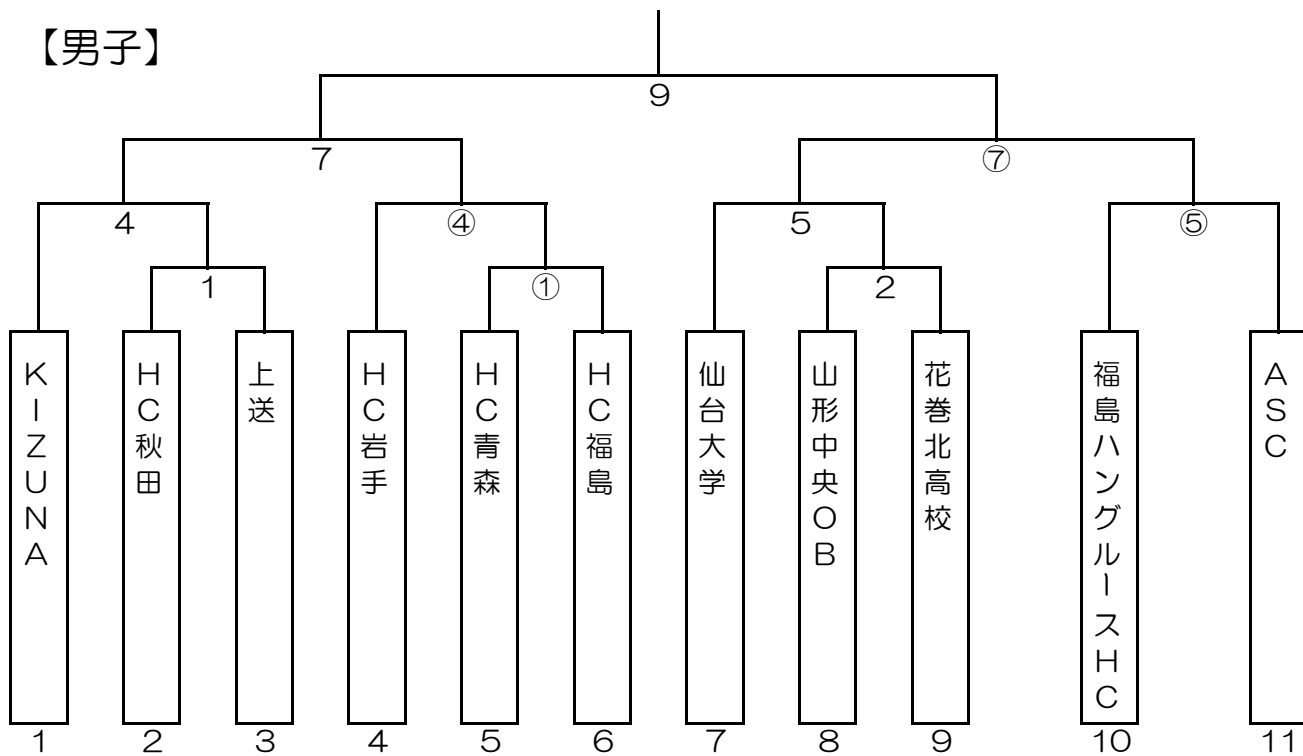 【男子】
9
7 ⑦
4 ④ 5 ⑤
1 ① 2
KIZUNA
HC秋田
上送
HC岩手
HC青森
HC福島
仙台大学
山形中央OB
花巻北高校
福島ハングルースHC
ASC
1 2 3 4 5 6 7 8 9 10 11